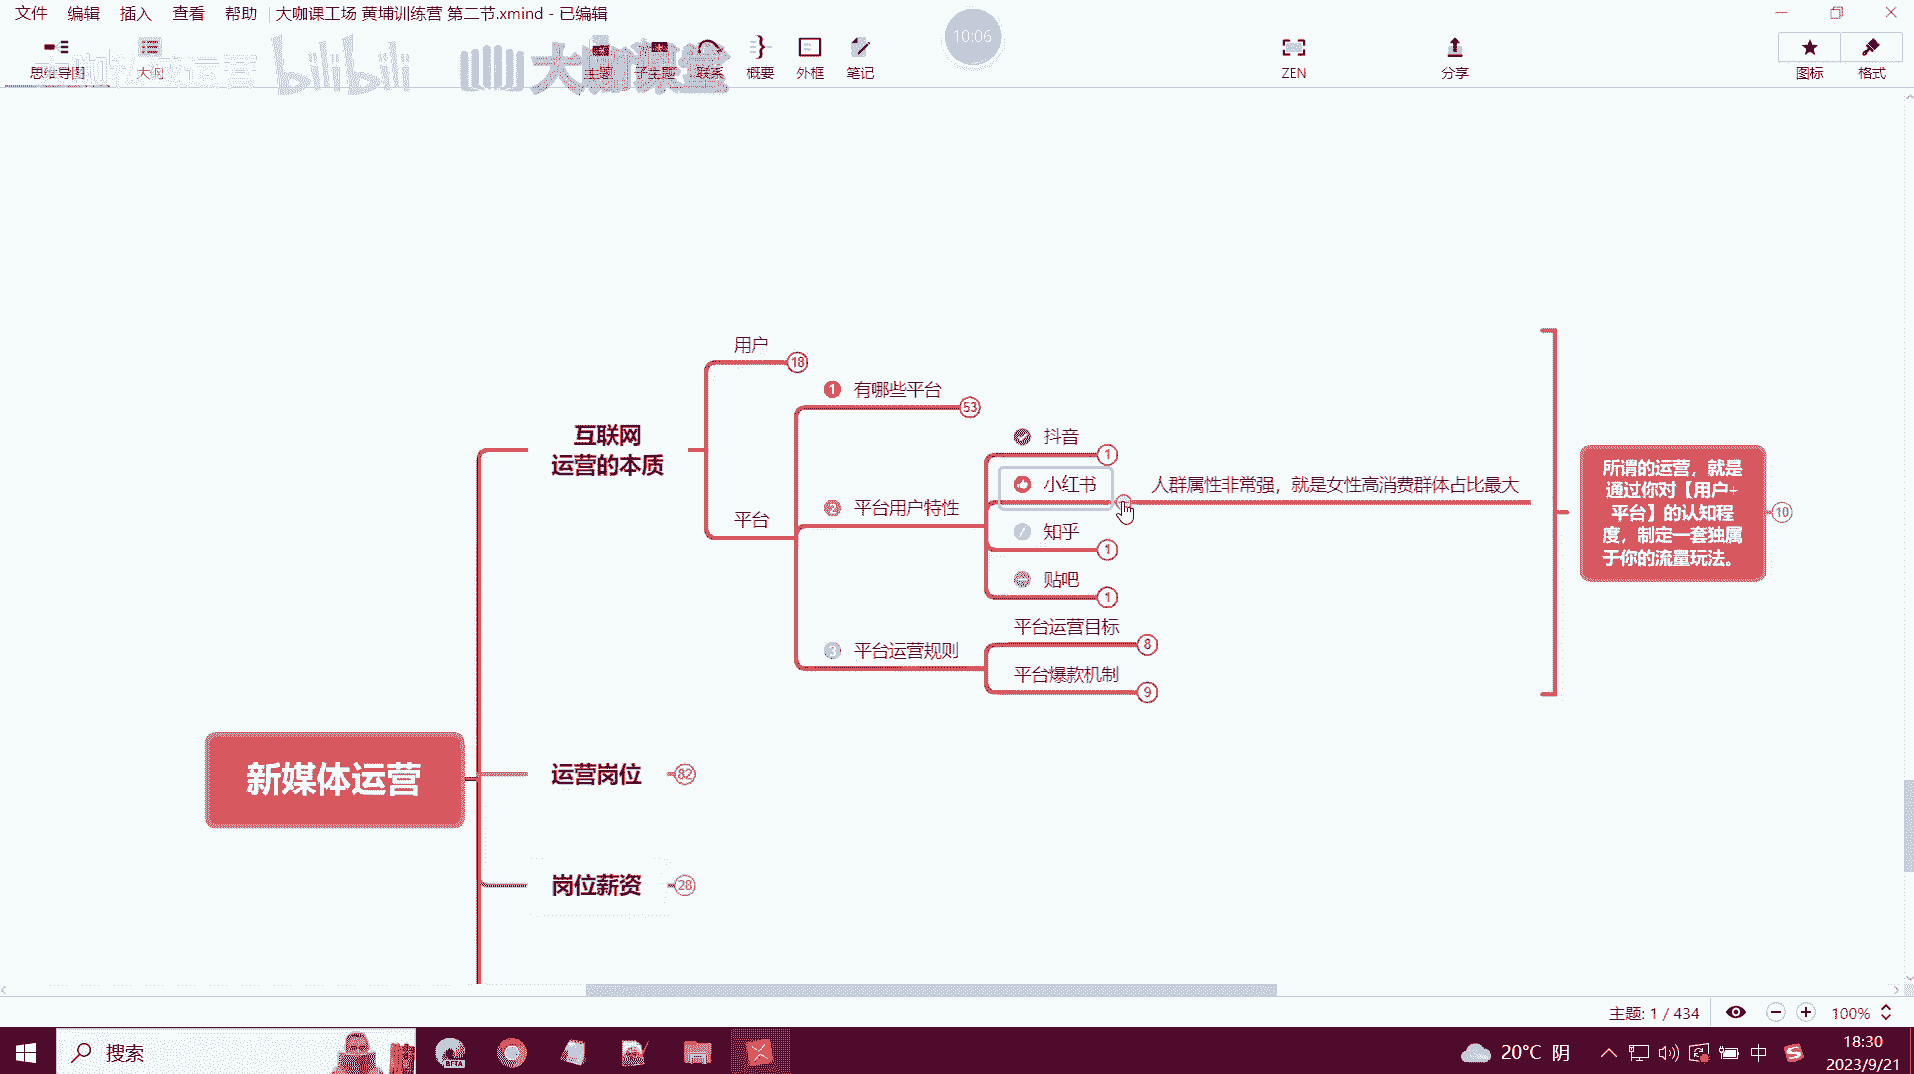 文件 编辑 插入 查看 帮助 大咖课工场 黄埔训练营 第二节.xmind - 已编辑
思维导图 大纲 主题 子主题 联系 概要 外框 笔记 ZEN 分享 图标 格式
bilibili 大咖课堂
10:06
用户
18
1 有哪些平台
53
抖音
1
互联网
运营的本质
小红书
人群属性非常强，就是女性高消费群体占比最大
平台
2 平台用户特性
知乎
1
贴吧
1
3 平台运营规则
平台运营目标
8
平台爆款机制
9
所谓的运营，就是
通过你对【用户+
平台】的认知程
度，制定一套独属
于你的流量玩法。
10
新媒体运营
运营岗位
82
岗位薪资
28
主题: 1 / 434 100%
搜索
BETA
20°C 阴
中
18:30
2023/9/21